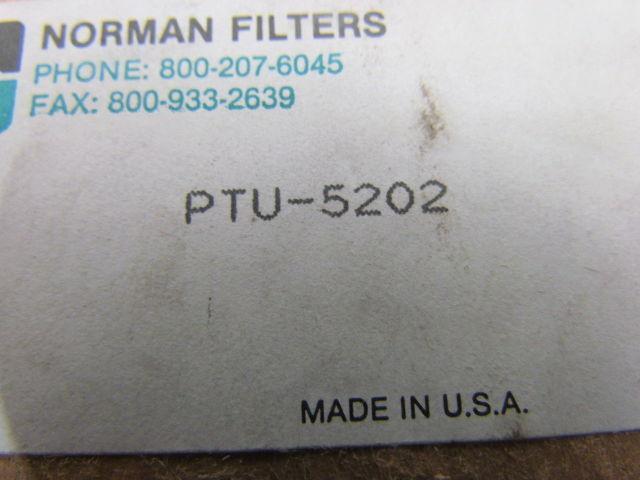 NORMAN FILTERS
PHONE: 800-207-6045
FAX: 800-933-2639
PTU-5202
MADE IN U.S.A.